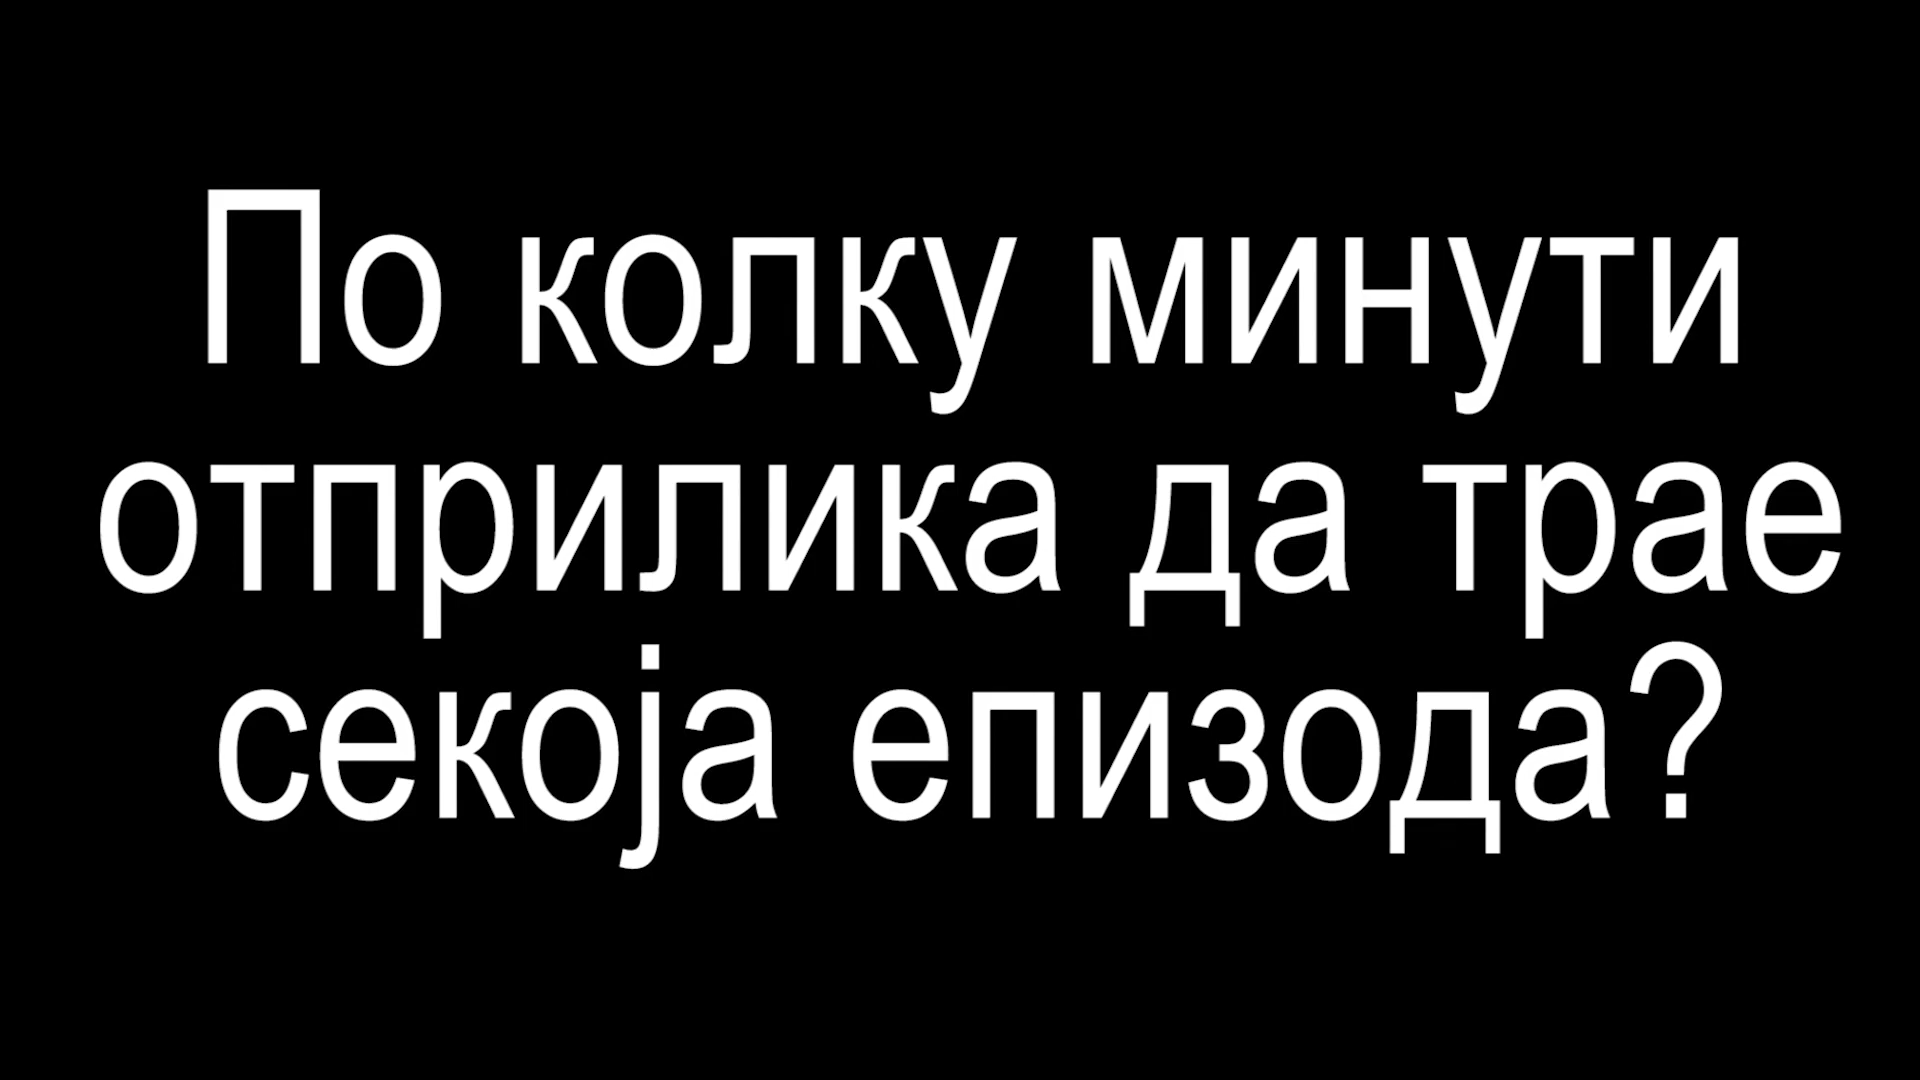 По колку минути
отприлика да трае
секоја епизода?